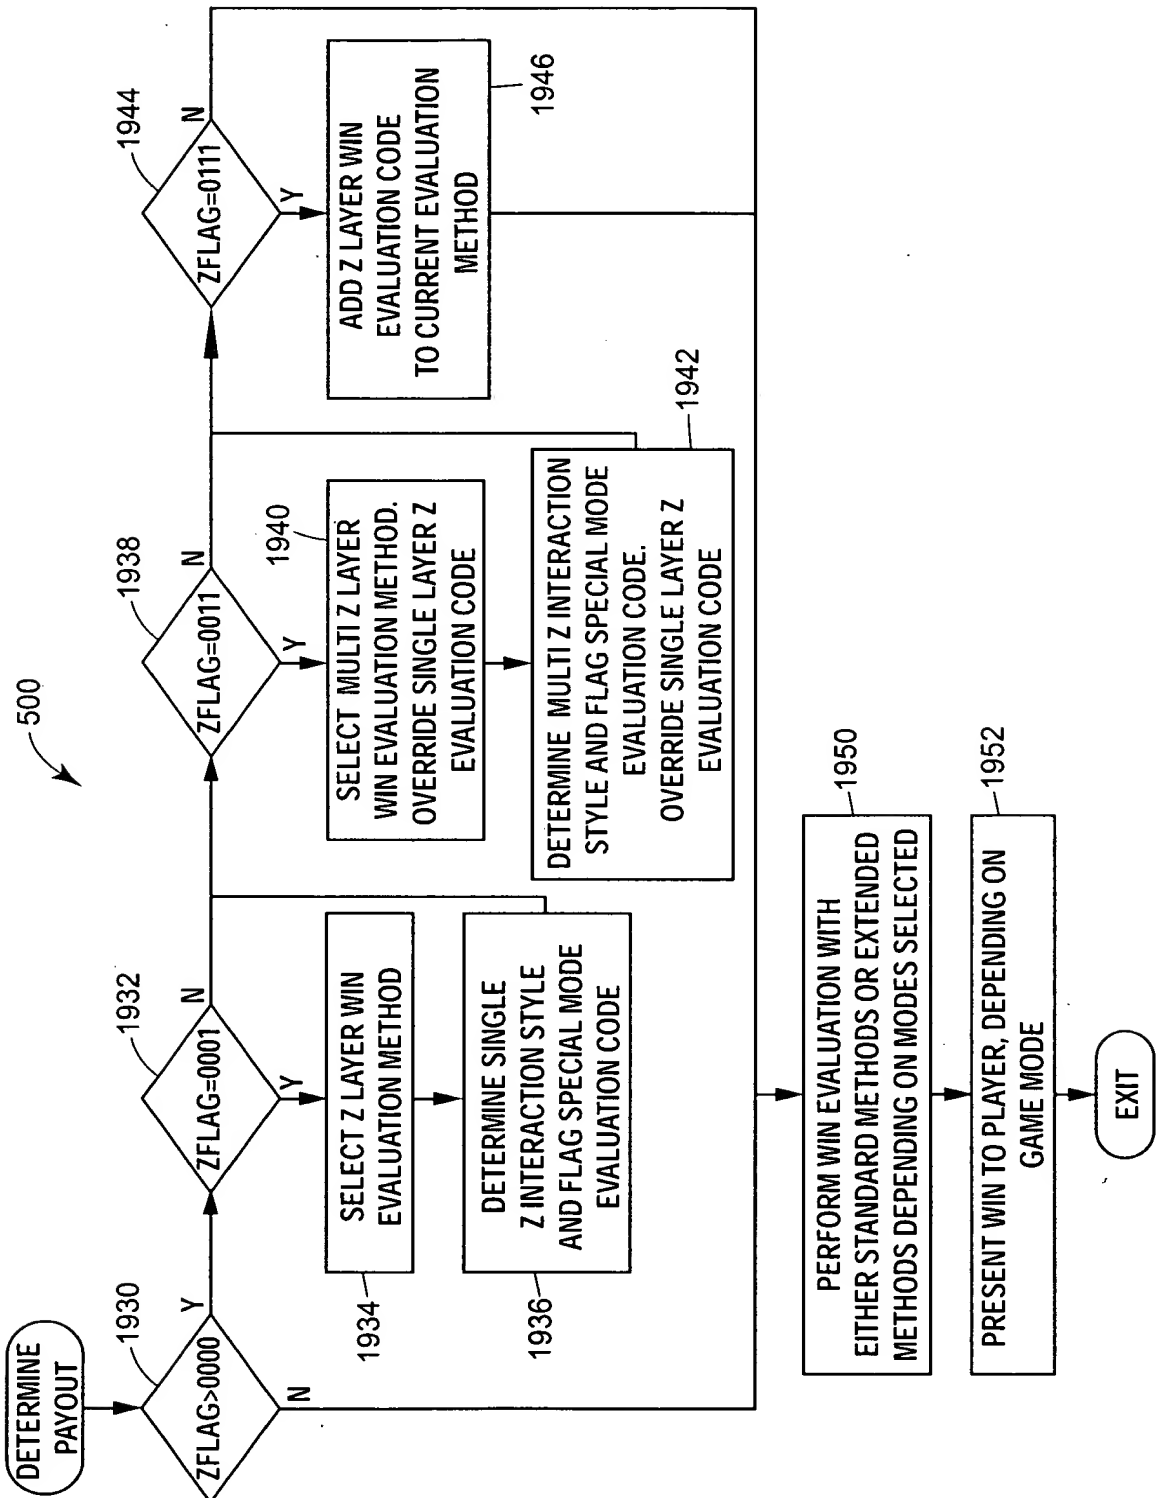 500
DETERMINE
PAYOUT
1930
ZFLAG>0000
Y
N
1932
ZFLAG=0001
N
Y
SELECT Z LAYER WIN
EVALUATION METHOD
1934
DETERMINE SINGLE
Z INTERACTION STYLE
AND FLAG SPECIAL MODE
EVALUATION CODE
1936
1938
ZFLAG=0011
N
Y
1940
SELECT MULTI Z LAYER
WIN EVALUATION METHOD.
OVERRIDE SINGLE LAYER Z
EVALUATION CODE
DETERMINE MULTI Z INTERACTION
STYLE AND FLAG SPECIAL MODE
EVALUATION CODE.
OVERRIDE SINGLE LAYER Z
EVALUATION CODE
1942
1944
ZFLAG=0111
N
Y
ADD Z LAYER WIN
EVALUATION CODE
TO CURRENT EVALUATION
METHOD
1946
1950
PERFORM WIN EVALUATION WITH
EITHER STANDARD METHODS OR EXTENDED
METHODS DEPENDING ON MODES SELECTED
1952
PRESENT WIN TO PLAYER, DEPENDING ON
GAME MODE
EXIT